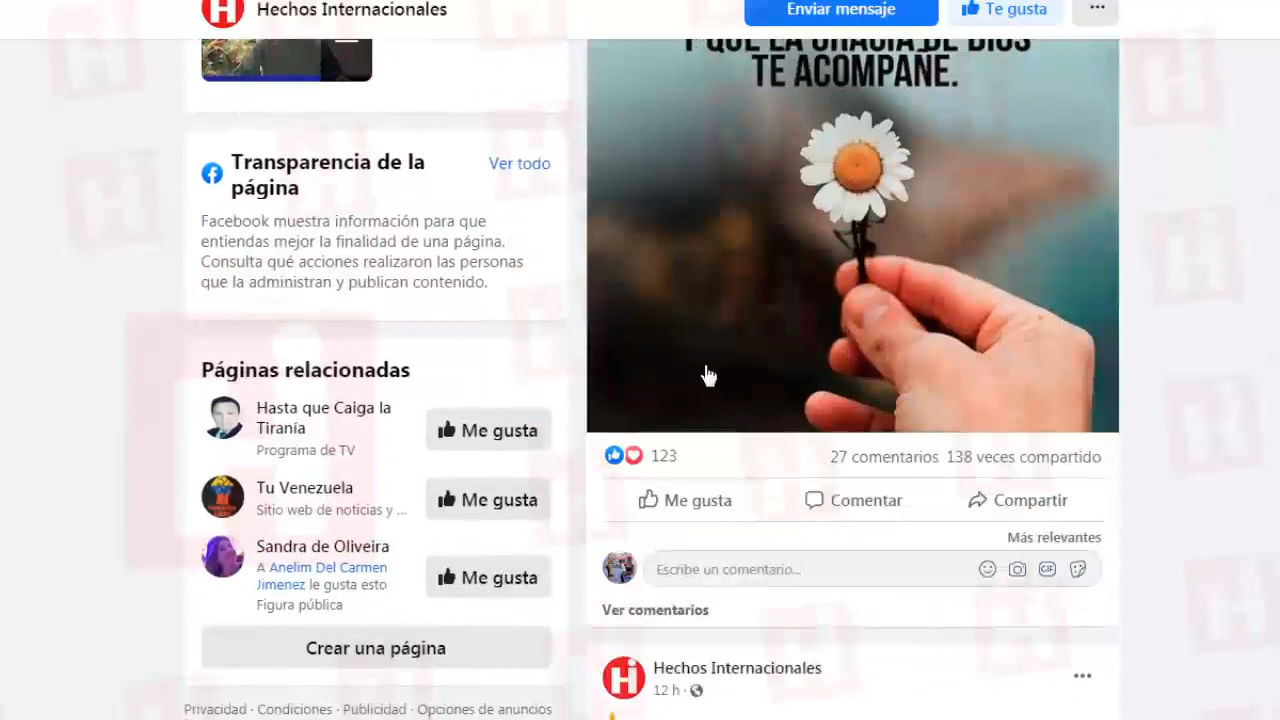 Hechos Internacionales
Enviar mensaje
Te gusta
Transparencia de la
página
Ver todo
Facebook muestra información para que
entiendas mejor la finalidad de una página.
Consulta qué acciones realizaron las personas
que la administran y publican contenido.
Páginas relacionadas
Hasta que Caiga la
Tiranía
Programa de TV
Me gusta
Tu Venezuela
Sitio web de noticias y ...
Me gusta
Sandra de Oliveira
A Anelim Del Carmen
Jimenez le gusta esto
Figura pública
Me gusta
Crear una página
Privacidad · Condiciones · Publicidad · Opciones de anuncios
Y QUE LA GRACIA DE DIOS
TE ACOMPAÑE.
123
27 comentarios 138 veces compartido
Me gusta
Comentar
Compartir
Más relevantes
Escribe un comentario...
GIF
Ver comentarios
Hechos Internacionales
12 h ·